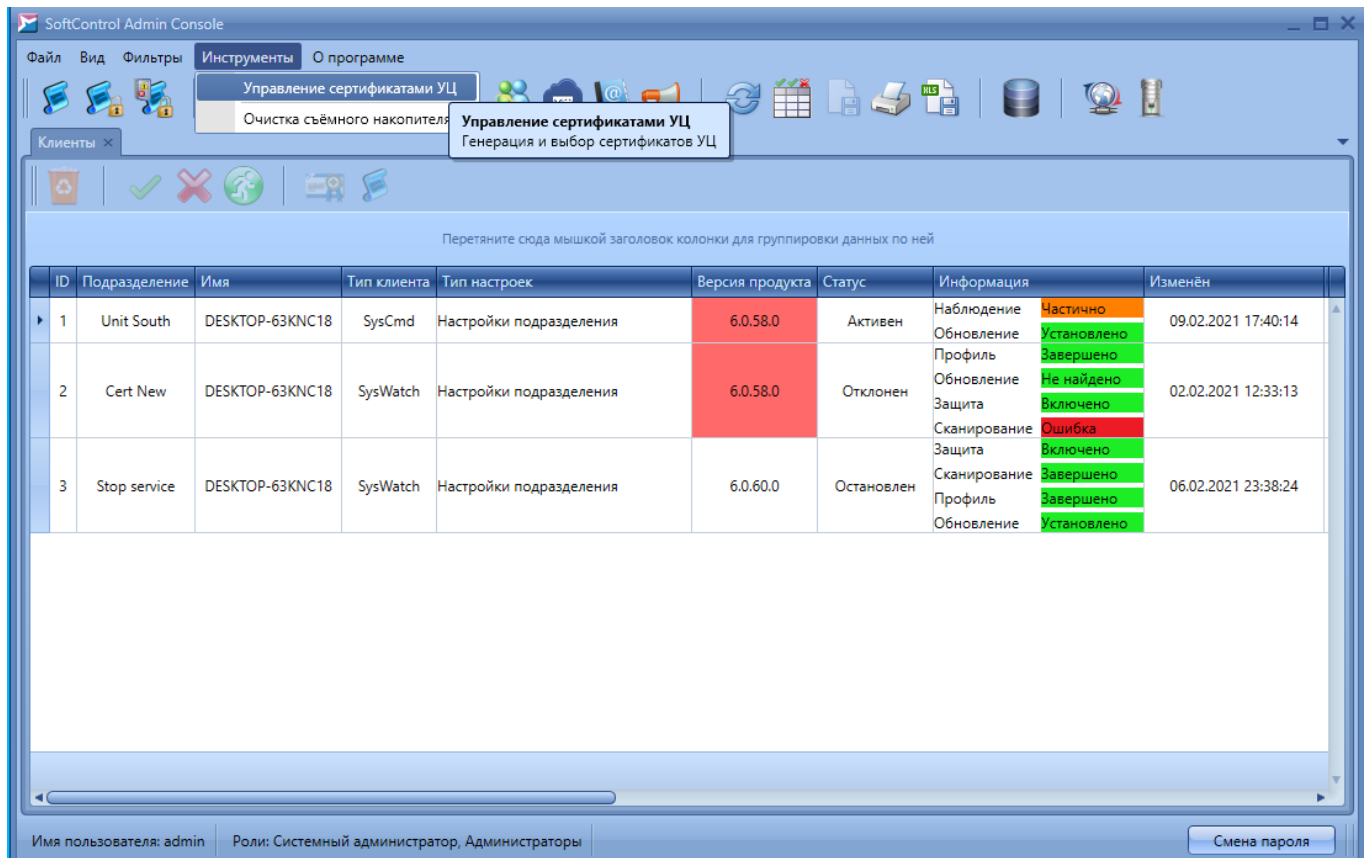 SoftControl Admin Console
Файл Вид Фильтры Инструменты О программе
Управление сертификатами УЦ
Очистка съёмного накопителя
Управление сертификатами УЦ
Генерация и выбор сертификатов УЦ
XLS
Клиенты
Перетяните сюда мышкой заголовок колонки для группировки данных по ней
ID Подразделение Имя Тип клиента Тип настроек Версия продукта Статус Информация Изменён
1 Unit South DESKTOP-63KNC18 SysCmd Настройки подразделения 6.0.58.0 Активен 09.02.2021 17:40:14
Наблюдение Частично
Обновление Установлено
2 Cert New DESKTOP-63KNC18 SysWatch Настройки подразделения 6.0.58.0 Отклонен 02.02.2021 12:33:13
Профиль Завершено
Обновление Не найдено
Защита Включено
Сканирование Ошибка
3 Stop service DESKTOP-63KNC18 SysWatch Настройки подразделения 6.0.60.0 Остановлен 06.02.2021 23:38:24
Защита Включено
Сканирование Завершено
Профиль Завершено
Обновление Установлено
Имя пользователя: admin Роли: Системный администратор, Администраторы Смена пароля